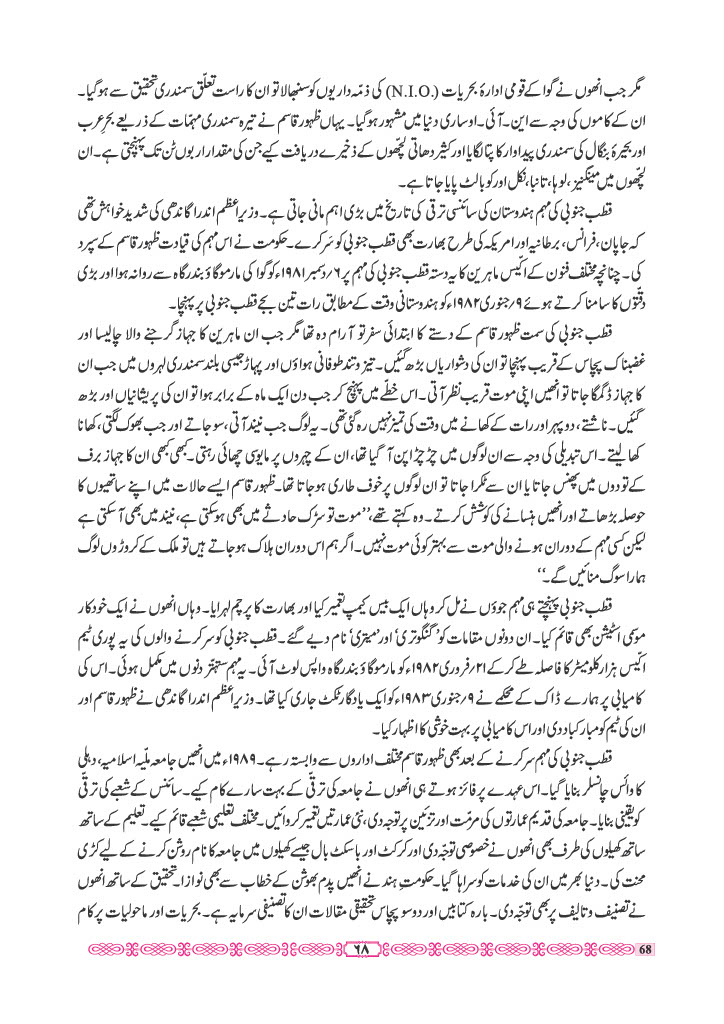 مگر جب انھوں نے گوا کے قومی ادارۂ بحریات (N.I.O.) کی ذمّہ داریوں کو سنبھالا تو ان کا راست تعلّق سمندری تحقیق سے ہو گیا۔
ان کے کاموں کی وجہ سے این۔ آئی۔ او ساری دنیا میں مشہور ہو گیا۔ یہاں ظہور قاسم نے تیرہ سمندری مہمّات کے ذریعے بحرِ عرب
اور بحیرۂ بنگال کی سمندری پیداوار کا پتا لگایا اور کثیر دھاتی لچھّوں کے ذخیرے دریافت کیے جن کی مقدار اربوں ٹن تک پہنچتی ہے۔ ان
لچھّوں میں مینگنیز، لوہا، تانبا، نکل اور کوبالٹ پایا جاتا ہے۔
قطب جنوبی کی مہم ہندوستان کی سائنسی ترقی کی تاریخ میں بڑی اہم مانی جاتی ہے۔ وزیرِ اعظم اندرا گاندھی کی شدید خواہش تھی
کہ جاپان، فرانس، برطانیہ اور امریکہ کی طرح بھارت بھی قطب جنوبی کو سَر کرے۔ حکومت نے اس مہم کی قیادت ظہور قاسم کے سپرد
کی۔ چنانچہ مختلف فنون کے اکّیس ماہرین کا یہ دستہ قطب جنوبی کی مہم پر ۶؍دسمبر ۱۹۸۱ء کو گوا کی مارموگاؤ بندرگاہ سے روانہ ہوا اور بڑی
دقّتوں کا سامنا کرتے ہوئے ۹؍جنوری ۱۹۸۲ء کو ہندوستانی وقت کے مطابق رات تین بجے قطب جنوبی پر پہنچا۔
قطب جنوبی کی سمت ظہور قاسم کے دستے کا ابتدائی سفر تو آرام دہ تھا مگر جب ان ماہرین کا جہاز گرجنے والا چالیسا اور
غضبناک پچاس کے قریب پہنچا تو ان کی دشواریاں بڑھ گئیں۔ تیز و تند طوفانی ہواؤں اور پہاڑ جیسی بلند سمندری لہروں میں جب ان
کا جہاز ڈگمگا جاتا تو انھیں اپنی موت قریب نظر آتی۔ اس خطّے میں پہنچ کر جب دن ایک ماہ کے برابر ہوا تو ان کی پریشانیاں اور بڑھ
گئیں۔ ناشتے، دوپہر اور رات کے کھانے میں وقت کی تمیز نہیں رہ گئی تھی۔ یہ لوگ جب نیند آتی، سو جاتے اور جب بھوک لگتی، کھانا
کھا لیتے۔ اس تبدیلی کی وجہ سے ان لوگوں میں چڑچڑاپن آ گیا تھا، ان کے چہروں پر مایوسی چھائی رہتی۔ کبھی کبھی ان کا جہاز برف
کے تودوں میں پھنس جاتا یا ان سے ٹکرا جاتا تو ان لوگوں پر خوف طاری ہو جاتا تھا۔ ظہور قاسم ایسے حالات میں اپنے ساتھیوں کا
حوصلہ بڑھاتے اور انھیں ہنسانے کی کوشش کرتے۔ وہ کہتے تھے، ”موت تو سڑک حادثے میں بھی ہو سکتی ہے، نیند میں بھی آ سکتی ہے
لیکن کسی مہم کے دوران ہونے والی موت سے بہتر کوئی موت نہیں۔ اگر ہم اس دوران ہلاک ہو جاتے ہیں تو ملک کے کروڑوں لوگ
ہمارا سوگ منائیں گے۔“
قطب جنوبی پہنچتے ہی مہم جوؤں نے مل کر وہاں ایک بیس کیمپ تعمیر کیا اور بھارت کا پرچم لہرایا۔ وہاں انھوں نے ایک خودکار
موسمی اسٹیشن بھی قائم کیا۔ ان دونوں مقامات کو ’گنگوتری‘ اور ’میتری‘ نام دیے گئے۔ قطب جنوبی کو سر کرنے والوں کی یہ پوری ٹیم
اکّیس ہزار کلومیٹر کا فاصلہ طے کر کے ۲۱؍فروری ۱۹۸۲ء کو مارموگاؤ بندرگاہ واپس لوٹ آئی۔ یہ مہم ستہتّر دنوں میں مکمل ہوئی۔ اس کی
کامیابی پر ہمارے ڈاک کے محکمے نے ۹؍جنوری ۱۹۸۳ء کو ایک یادگار ٹکٹ جاری کیا تھا۔ وزیرِ اعظم اندرا گاندھی نے ظہور قاسم اور
ان کی ٹیم کو مبارکباد دی اور اس کامیابی پر بہت خوشی کا اظہار کیا۔
قطب جنوبی کی مہم سر کرنے کے بعد بھی ظہور قاسم مختلف اداروں سے وابستہ رہے۔ ۱۹۸۹ء میں انھیں جامعہ ملّیہ اسلامیہ، دہلی
کا وائس چانسلر بنایا گیا۔ اس عہدے پر فائز ہوتے ہی انھوں نے جامعہ کی ترقّی کے بہت سارے کام کیے۔ سائنس کے شعبے کی ترقّی
کو یقینی بنایا۔ جامعہ کی قدیم عمارتوں کی مرمّت اور تزئین پر توجہ دی، نئی عمارتیں تعمیر کروائیں۔ مختلف تعلیمی شعبے قائم کیے۔ تعلیم کے ساتھ
ساتھ کھیلوں کی طرف بھی انھوں نے خصوصی توجّہ دی اور کرکٹ اور باسکٹ بال جیسے کھیلوں میں جامعہ کا نام روشن کرنے کے لیے کڑی
محنت کی۔ دنیا بھر میں ان کی خدمات کو سراہا گیا۔ حکومتِ ہند نے انھیں پدم بھوشن کے خطاب سے بھی نوازا۔ تحقیق کے ساتھ انھوں
نے تصنیف و تالیف پر بھی توجّہ دی۔ بارہ کتابیں اور دو سو پچاس تحقیقی مقالات ان کا تصنیفی سرمایہ ہے۔ بحریات اور ماحولیات پر کام
۶۸
68